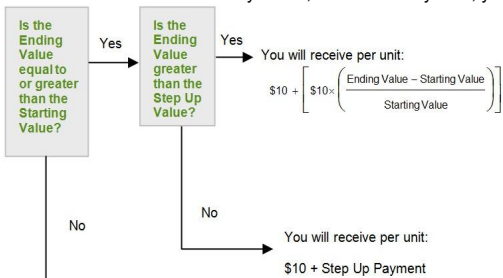 Is the
Ending
Value
equal to
or greater
than the
Starting
Value?
Yes
Is the
Ending
Value
greater
than the
Step Up
Value?
Yes
You will receive per unit:
$10 + [ $10× ( Ending Value – Starting Value
Starting Value ) ]
No
No
You will receive per unit:
$10 + Step Up Payment